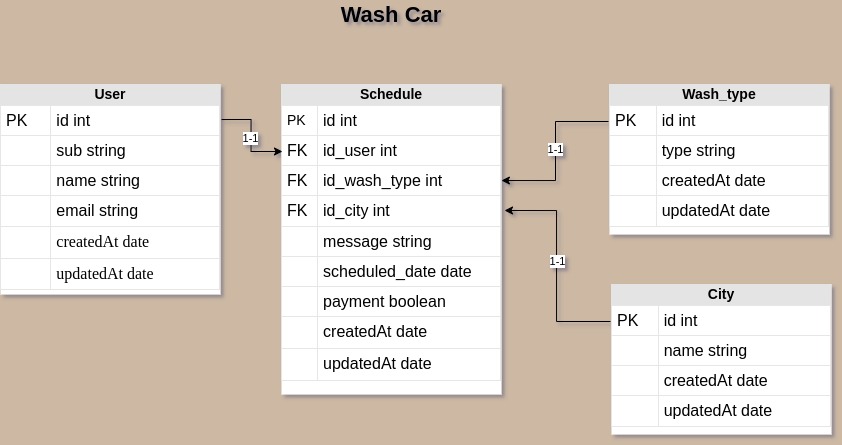 Wash Car
User
PK id int
sub string
name string
email string
createdAt date
updatedAt date
1-1
Schedule
PK id int
FK id_user int
FK id_wash_type int
FK id_city int
message string
scheduled_date date
payment boolean
createdAt date
updatedAt date
1-1
Wash_type
PK id int
type string
createdAt date
updatedAt date
1-1
City
PK id int
name string
createdAt date
updatedAt date